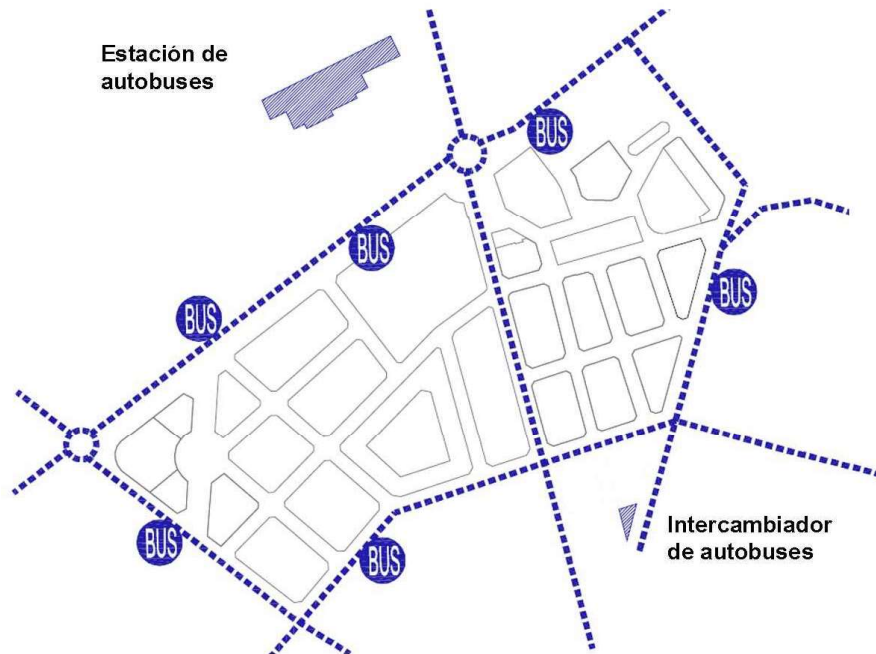 Estación de
autobuses
BUS
BUS
BUS
BUS
BUS
BUS
Intercambiador
de autobuses